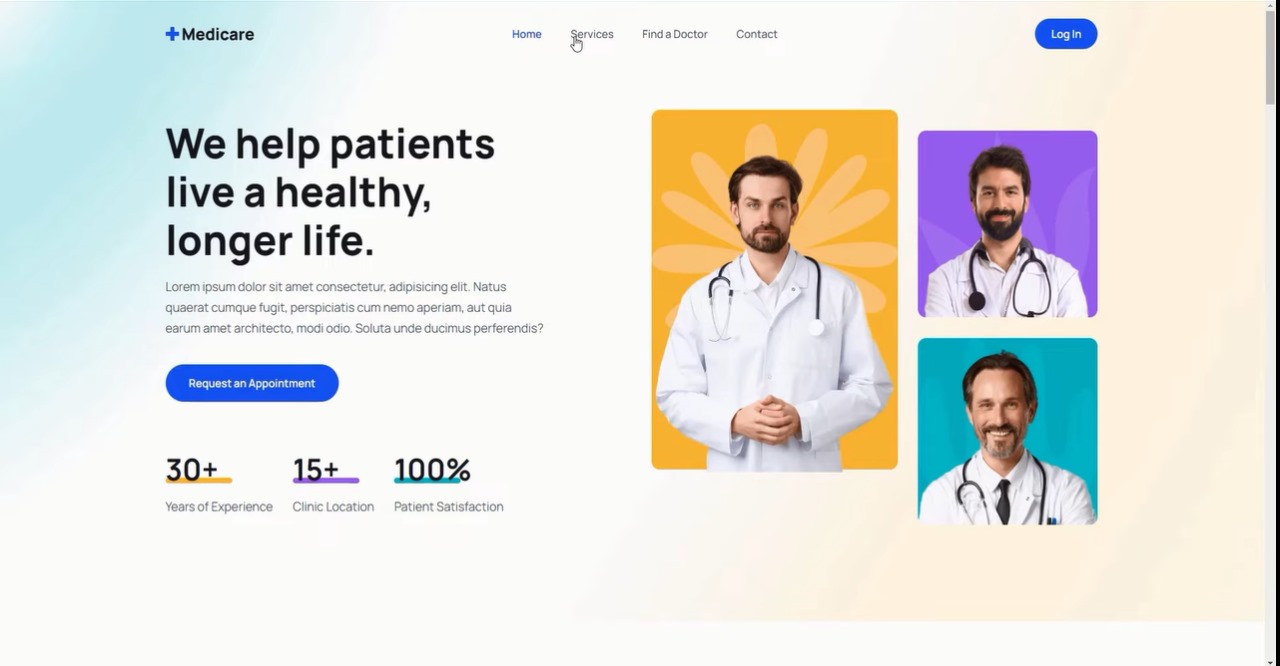 Medicare
Home
Services
Find a Doctor
Contact
Log In
We help patients
live a healthy,
longer life.
Lorem ipsum dolor sit amet consectetur, adipisicing elit. Natus
quaerat cumque fugit, perspiciatis cum nemo aperiam, aut quia
earum amet architecto, modi odio. Soluta unde ducimus perferendis?
Request an Appointment
30+
Years of Experience
15+
Clinic Location
100%
Patient Satisfaction